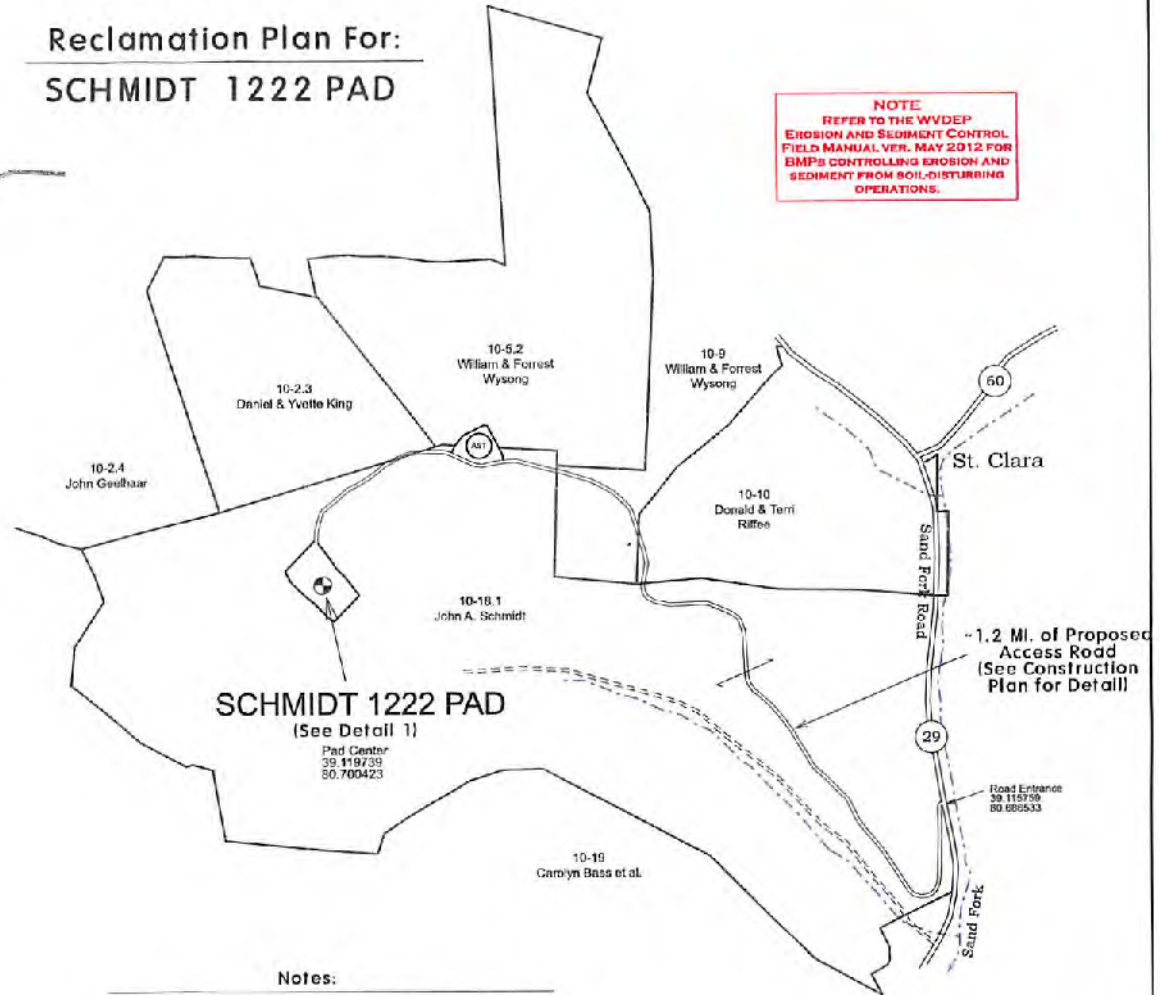 Reclamation Plan For:
SCHMIDT 1222 PAD
NOTE
REFER TO THE WVDEP
EROSION AND SEDIMENT CONTROL
FIELD MANUAL VER. MAY 2012 FOR
BMPS CONTROLLING EROSION AND
SEDIMENT FROM SOIL-DISTURBING
OPERATIONS.
10-5.2
William & Forrest
Wysong
10-9
William & Forrest
Wysong
10-2.3
Daniel & Yvette King
60
AST
St. Clara
10-2.4
John Geelhaar
10-10
Donald & Terri
Riffee
Sand Fork Road
10-18.1
John A. Schmidt
~1.2 MI. of Proposed
Access Road
(See Construction
Plan for Detail)
SCHMIDT 1222 PAD
(See Detail 1)
Pad Center
39.119739
80.700423
29
Road Entrance
39.115759
80.686533
10-19
Carolyn Bass et al.
Sand Fork
Notes: